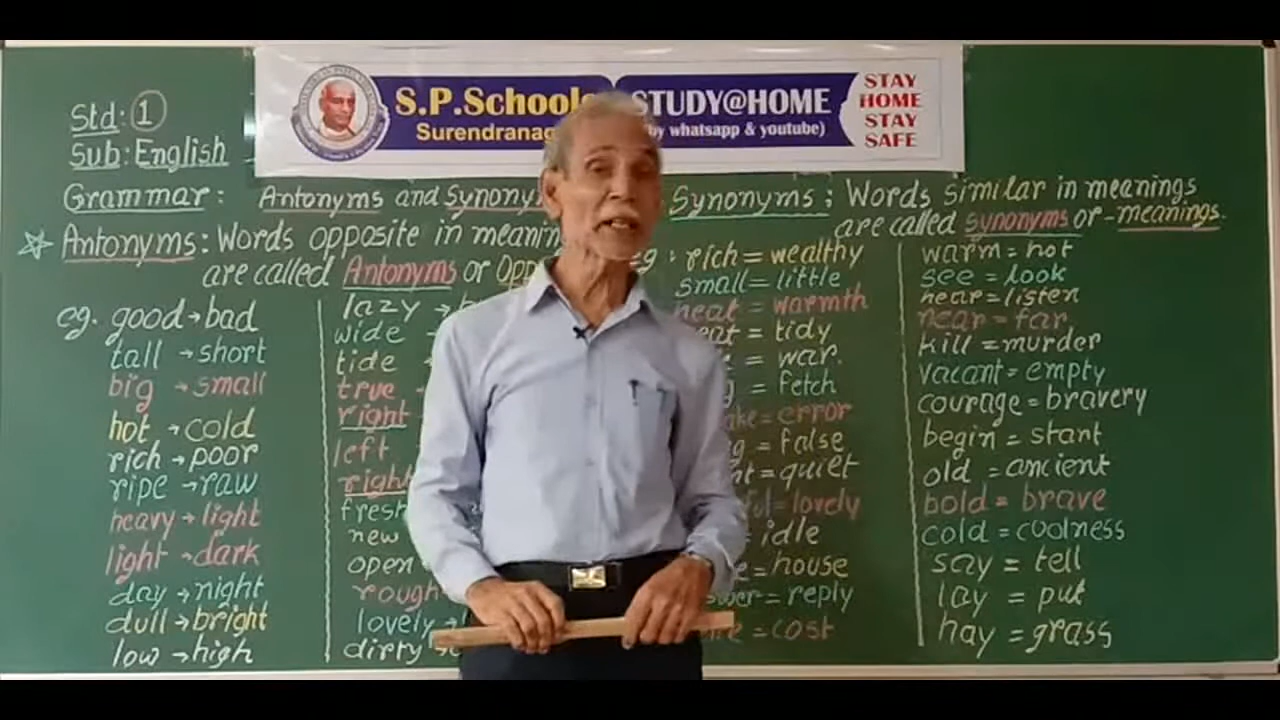 S.P.Schools STUDY@HOME
Surendranag by whatsapp & youtube)
STAY
HOME
STAY
SAFE
Std: 1
Sub: English
Grammar: Antonyms and Synony
Antonyms: Words opposite in meanin
are called Antonyms or Opp
eg. good→bad
tall→short
big→small
hot→cold
rich→poor
ripe→raw
heavy→light
light→dark
day→night
dull→bright
low→high
lazy→
wide
tide
true
right
left
right
fresh
new
open
rough
lovely→
dirty→
Synonyms: Words similar in meanings
are called synonyms or -meanings.
eg: rich=wealthy
small=little
heat=warmth
eat=tidy
=war.
=fetch
ake=error
g=false
nt=quiet
ful=lovely
=idle
e=house
wer=reply
=cost
warm=hot
see=look
hear=listen
near=far
kill=murder
vacant=empty
courage=bravery
begin=start
old=ancient
bold=brave
cold=coolness
say=tell
lay=put
hay=grass